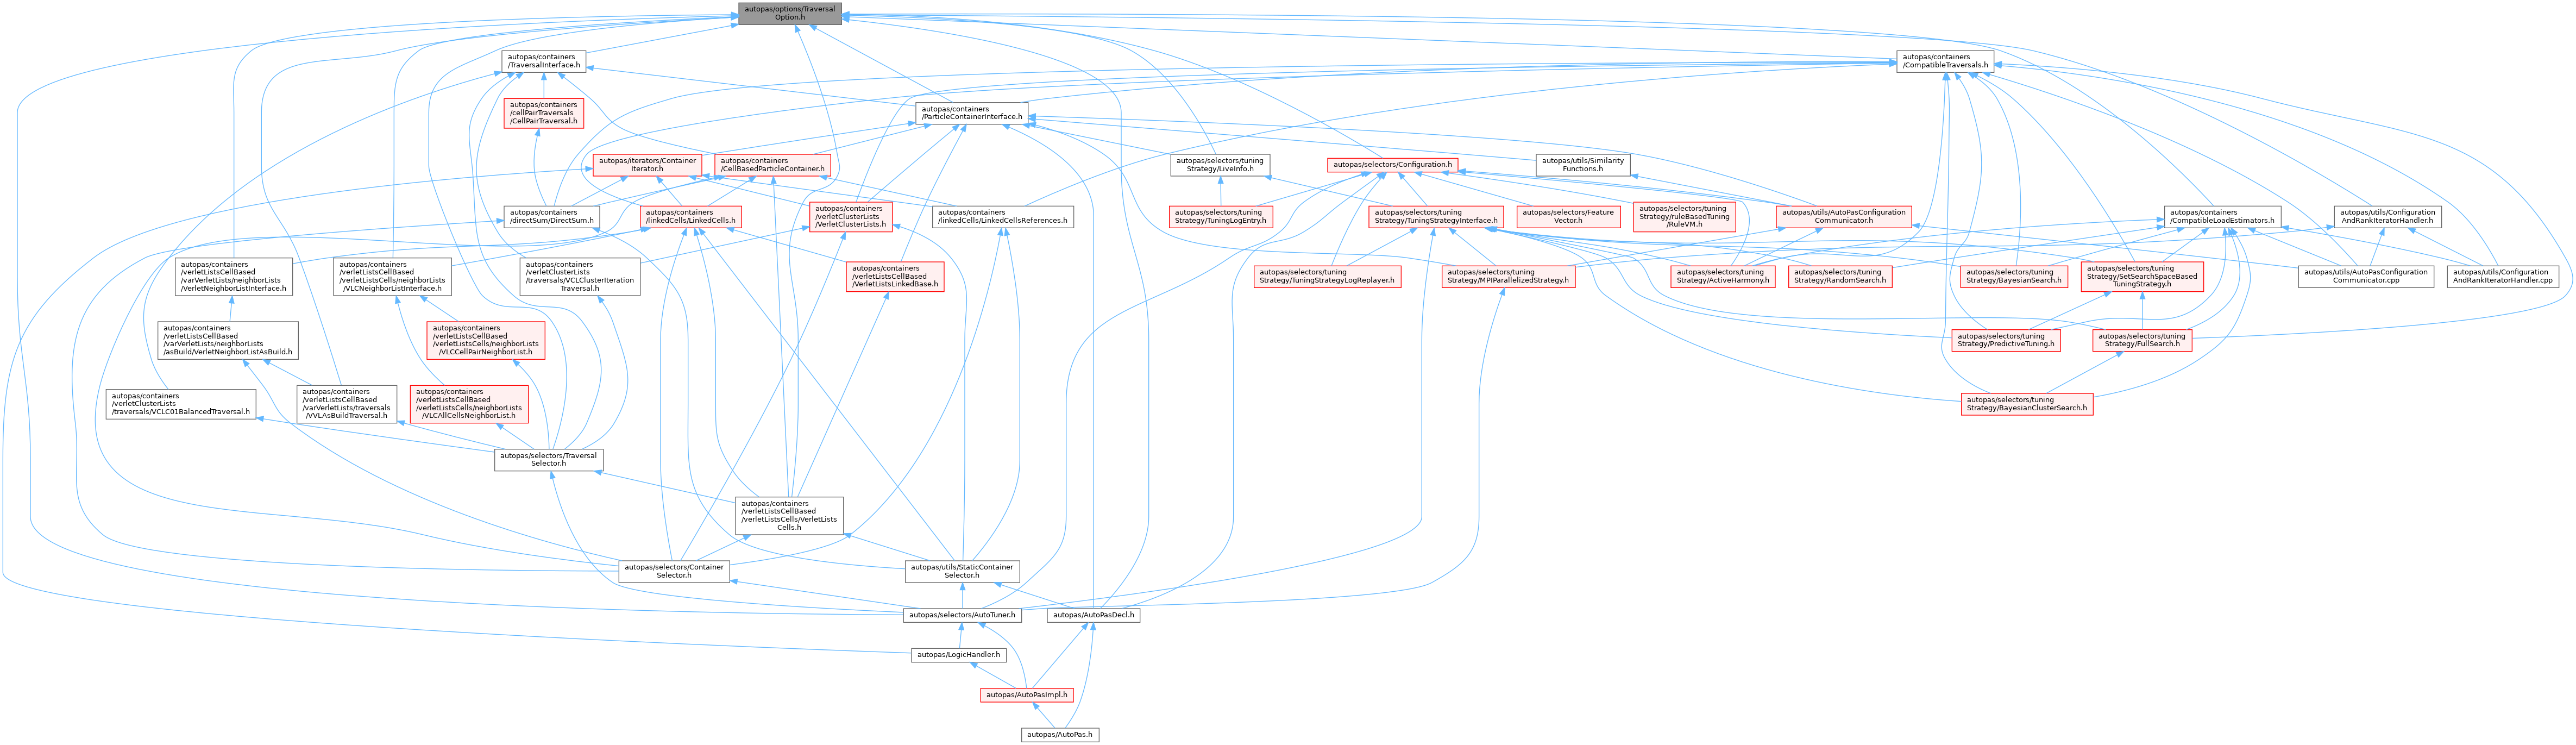 autopas/options/Traversal
Option.h
autopas/containers
/TraversalInterface.h
autopas/containers
/CompatibleTraversals.h
autopas/containers
/cellPairTraversals
/CellPairTraversal.h
autopas/containers
/ParticleContainerInterface.h
autopas/iterators/Container
Iterator.h
autopas/containers
/CellBasedParticleContainer.h
autopas/selectors/tuning
Strategy/LiveInfo.h
autopas/selectors/Configuration.h
autopas/utils/Similarity
Functions.h
autopas/containers
/directSum/DirectSum.h
autopas/containers
/linkedCells/LinkedCells.h
autopas/containers
/verletClusterLists
/VerletClusterLists.h
autopas/containers
/linkedCells/LinkedCellsReferences.h
autopas/selectors/tuning
Strategy/TuningLogEntry.h
autopas/selectors/tuning
Strategy/TuningStrategyInterface.h
autopas/selectors/Feature
Vector.h
autopas/selectors/tuning
Strategy/ruleBasedTuning
/RuleVM.h
autopas/utils/AutoPasConfiguration
Communicator.h
autopas/containers
/CompatibleLoadEstimators.h
autopas/utils/Configuration
AndRankIteratorHandler.h
autopas/containers
/verletListsCellBased
/varVerletLists/neighborLists
/VerletNeighborListInterface.h
autopas/containers
/verletListsCellBased
/verletListsCells/neighborLists
/VLCNeighborListInterface.h
autopas/containers
/verletClusterLists
/traversals/VCLClusterIteration
Traversal.h
autopas/containers
/verletListsCellBased
/VerletListsLinkedBase.h
autopas/selectors/tuning
Strategy/TuningStrategyLogReplayer.h
autopas/selectors/tuning
Strategy/MPIParallelizedStrategy.h
autopas/selectors/tuning
Strategy/ActiveHarmony.h
autopas/selectors/tuning
Strategy/RandomSearch.h
autopas/selectors/tuning
Strategy/BayesianSearch.h
autopas/selectors/tuning
Strategy/SetSearchSpaceBased
TuningStrategy.h
autopas/utils/AutoPasConfiguration
Communicator.cpp
autopas/utils/Configuration
AndRankIteratorHandler.cpp
autopas/containers
/verletListsCellBased
/varVerletLists/neighborLists
/asBuild/VerletNeighborListAsBuild.h
autopas/containers
/verletListsCellBased
/verletListsCells/neighborLists
/VLCCellPairNeighborList.h
autopas/selectors/tuning
Strategy/PredictiveTuning.h
autopas/selectors/tuning
Strategy/FullSearch.h
autopas/containers
/verletClusterLists
/traversals/VCLC01BalancedTraversal.h
autopas/containers
/verletListsCellBased
/varVerletLists/traversals
/VVLAsBuildTraversal.h
autopas/containers
/verletListsCellBased
/verletListsCells/neighborLists
/VLCAllCellsNeighborList.h
autopas/selectors/tuning
Strategy/BayesianClusterSearch.h
autopas/selectors/Traversal
Selector.h
autopas/containers
/verletListsCellBased
/verletListsCells/VerletLists
Cells.h
autopas/selectors/Container
Selector.h
autopas/utils/StaticContainer
Selector.h
autopas/selectors/AutoTuner.h
autopas/AutoPasDecl.h
autopas/LogicHandler.h
autopas/AutoPasImpl.h
autopas/AutoPas.h